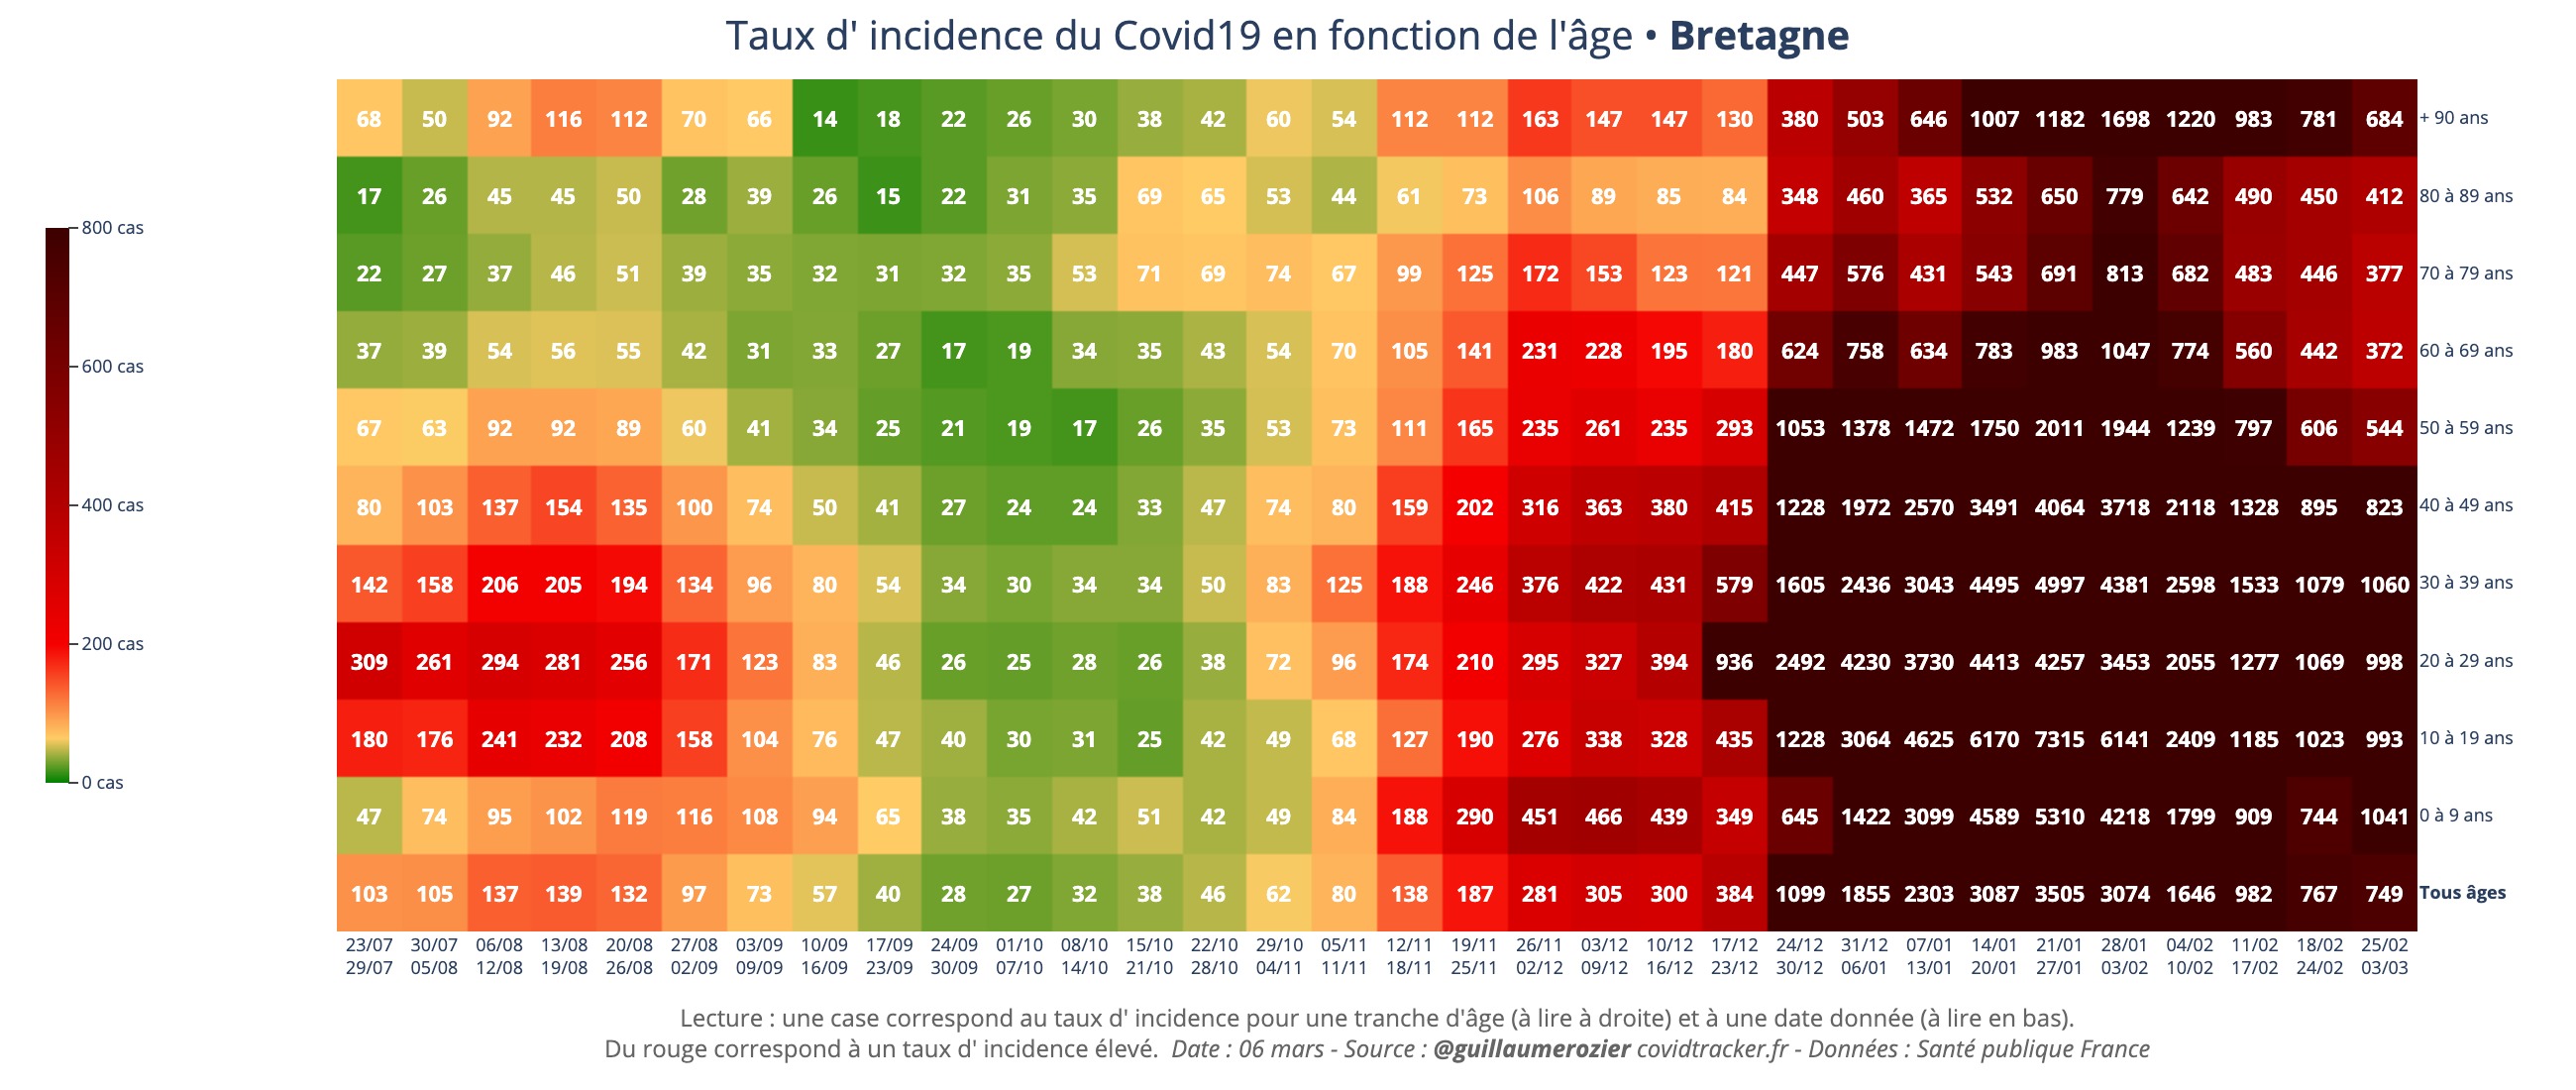 Taux d' incidence du Covid19 en fonction de l'âge • Bretagne
800 cas
600 cas
400 cas
200 cas
0 cas
68 50 92 116 112 70 66 14 18 22 26 30 38 42 60 54 112 112 163 147 147 130 380 503 646 1007 1182 1698 1220 983 781 684 + 90 ans
17 26 45 45 50 28 39 26 15 22 31 35 69 65 53 44 61 73 106 89 85 84 348 460 365 532 650 779 642 490 450 412 80 à 89 ans
22 27 37 46 51 39 35 32 31 32 35 53 71 69 74 67 99 125 172 153 123 121 447 576 431 543 691 813 682 483 446 377 70 à 79 ans
37 39 54 56 55 42 31 33 27 17 19 34 35 43 54 70 105 141 231 228 195 180 624 758 634 783 983 1047 774 560 442 372 60 à 69 ans
67 63 92 92 89 60 41 34 25 21 19 17 26 35 53 73 111 165 235 261 235 293 1053 1378 1472 1750 2011 1944 1239 797 606 544 50 à 59 ans
80 103 137 154 135 100 74 50 41 27 24 24 33 47 74 80 159 202 316 363 380 415 1228 1972 2570 3491 4064 3718 2118 1328 895 823 40 à 49 ans
142 158 206 205 194 134 96 80 54 34 30 34 34 50 83 125 188 246 376 422 431 579 1605 2436 3043 4495 4997 4381 2598 1533 1079 1060 30 à 39 ans
309 261 294 281 256 171 123 83 46 26 25 28 26 38 72 96 174 210 295 327 394 936 2492 4230 3730 4413 4257 3453 2055 1277 1069 998 20 à 29 ans
180 176 241 232 208 158 104 76 47 40 30 31 25 42 49 68 127 190 276 338 328 435 1228 3064 4625 6170 7315 6141 2409 1185 1023 993 10 à 19 ans
47 74 95 102 119 116 108 94 65 38 35 42 51 42 49 84 188 290 451 466 439 349 645 1422 3099 4589 5310 4218 1799 909 744 1041 0 à 9 ans
103 105 137 139 132 97 73 57 40 28 27 32 38 46 62 80 138 187 281 305 300 384 1099 1855 2303 3087 3505 3074 1646 982 767 749 Tous âges
23/07 30/07 06/08 13/08 20/08 27/08 03/09 10/09 17/09 24/09 01/10 08/10 15/10 22/10 29/10 05/11 12/11 19/11 26/11 03/12 10/12 17/12 24/12 31/12 07/01 14/01 21/01 28/01 04/02 11/02 18/02 25/02
29/07 05/08 12/08 19/08 26/08 02/09 09/09 16/09 23/09 30/09 07/10 14/10 21/10 28/10 04/11 11/11 18/11 25/11 02/12 09/12 16/12 23/12 30/12 06/01 13/01 20/01 27/01 03/02 10/02 17/02 24/02 03/03
Lecture : une case correspond au taux d' incidence pour une tranche d'âge (à lire à droite) et à une date donnée (à lire en bas).
Du rouge correspond à un taux d' incidence élevé. Date : 06 mars - Source : @guillaumerozier covidtracker.fr - Données : Santé publique France